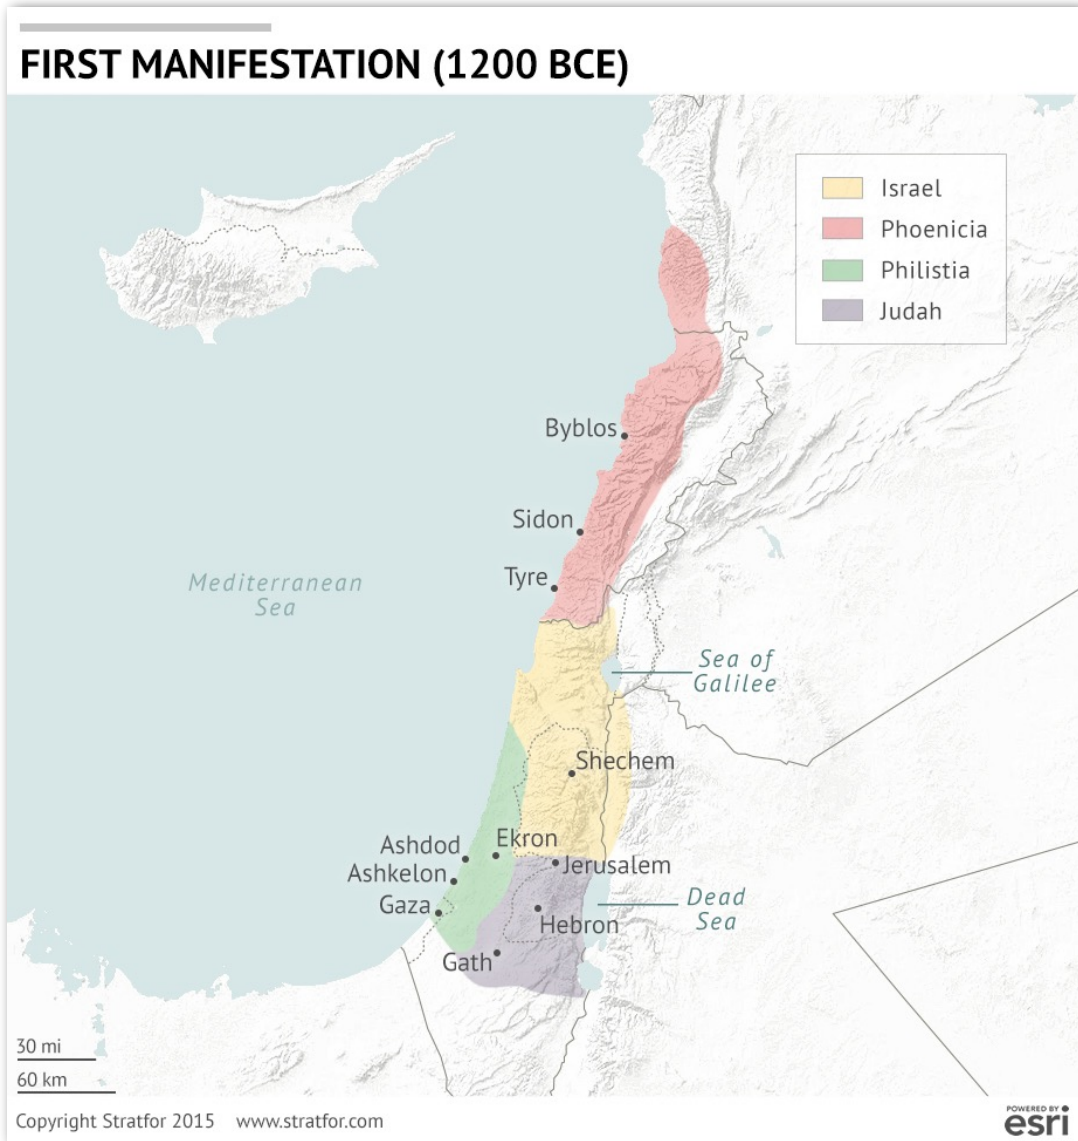 FIRST MANIFESTATION (1200 BCE)
Israel
Phoenicia
Philistia
Judah
Byblos
Sidon
Tyre
Mediterranean
Sea
Sea of
Galilee
Shechem
Ekron
Ashdod
Jerusalem
Ashkelon
Gaza
Dead
Sea
Hebron
Gath
30 mi
60 km
Copyright Stratfor 2015 www.stratfor.com
POWERED BY
esri